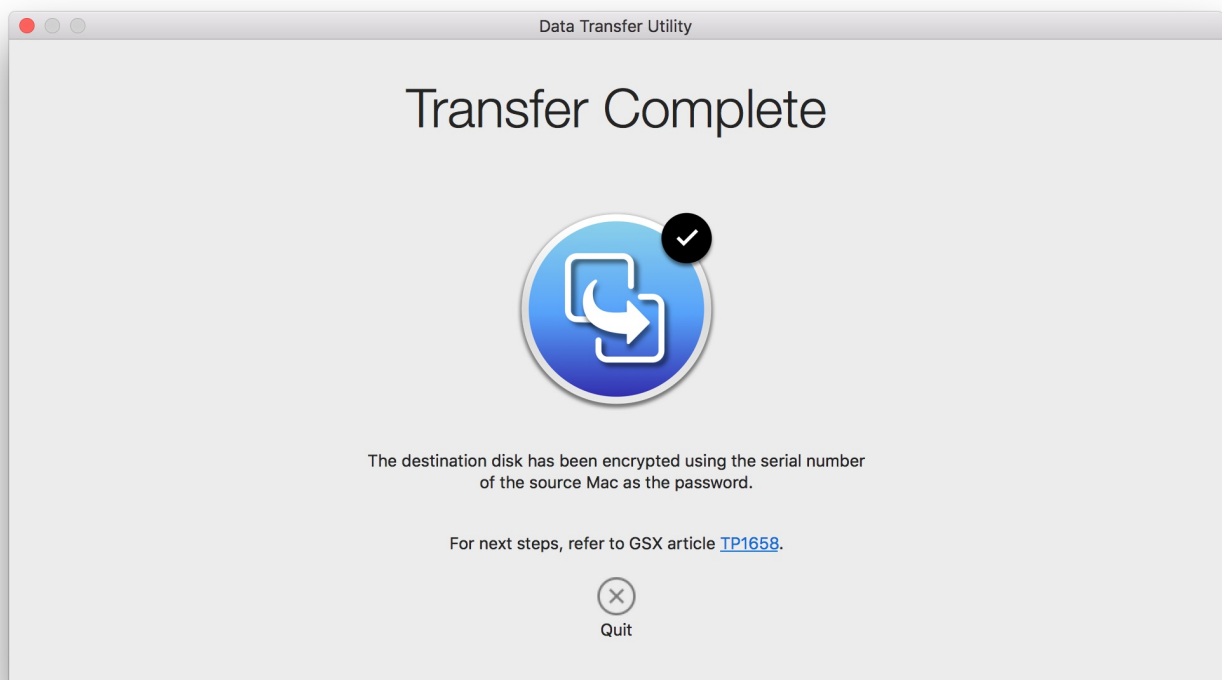 Data Transfer Utility
Transfer Complete
The destination disk has been encrypted using the serial number
of the source Mac as the password.
For next steps, refer to GSX article TP1658.
Quit